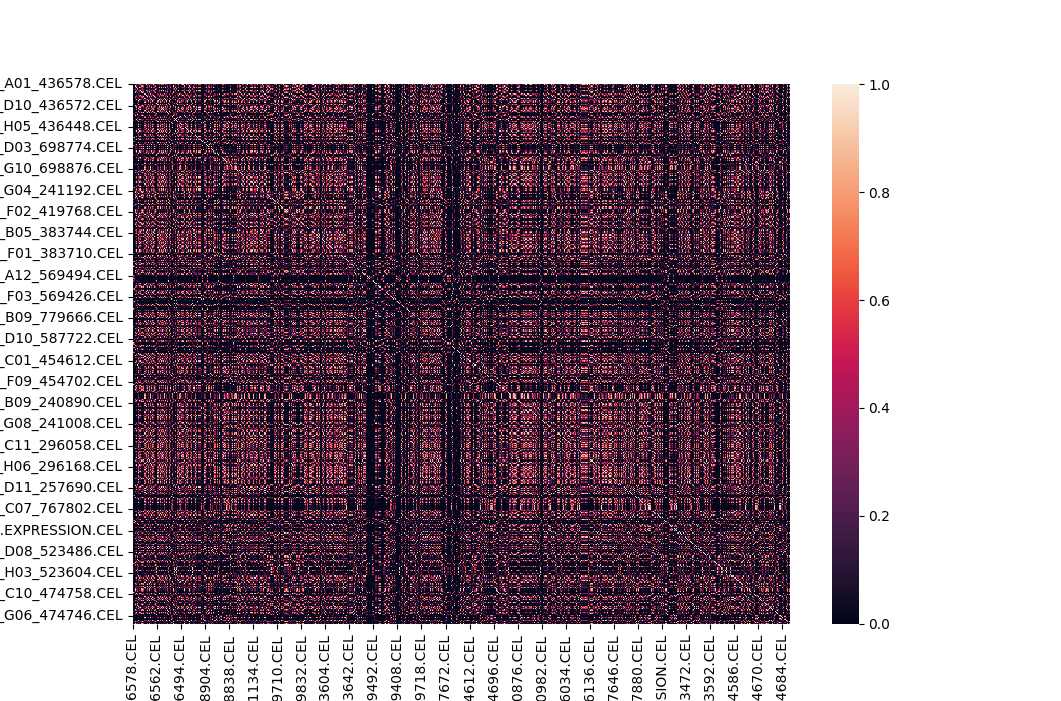 _A01_436578.CEL
_D10_436572.CEL
_H05_436448.CEL
_D03_698774.CEL
_G10_698876.CEL
_G04_241192.CEL
_F02_419768.CEL
_B05_383744.CEL
_F01_383710.CEL
_A12_569494.CEL
_F03_569426.CEL
_B09_779666.CEL
_D10_587622.CEL
_C01_454612.CEL
_F09_454702.CEL
_B09_240890.CEL
_G08_241008.CEL
_C11_296058.CEL
_H06_296168.CEL
_D11_257690.CEL
_C07_767802.CEL
.EXPRESSION.CEL
_D08_523486.CEL
_H03_523604.CEL
_C10_474758.CEL
_G06_474746.CEL
6578.CEL
6562.CEL
6494.CEL
8904.CEL
8838.CEL
1134.CEL
9710.CEL
9832.CEL
3604.CEL
3642.CEL
9492.CEL
9408.CEL
9718.CEL
7672.CEL
4612.CEL
4696.CEL
0876.CEL
0982.CEL
6034.CEL
6136.CEL
7646.CEL
7880.CEL
SION.CEL
3472.CEL
3592.CEL
4586.CEL
4670.CEL
4684.CEL
1.0
0.8
0.6
0.4
0.2
0.0